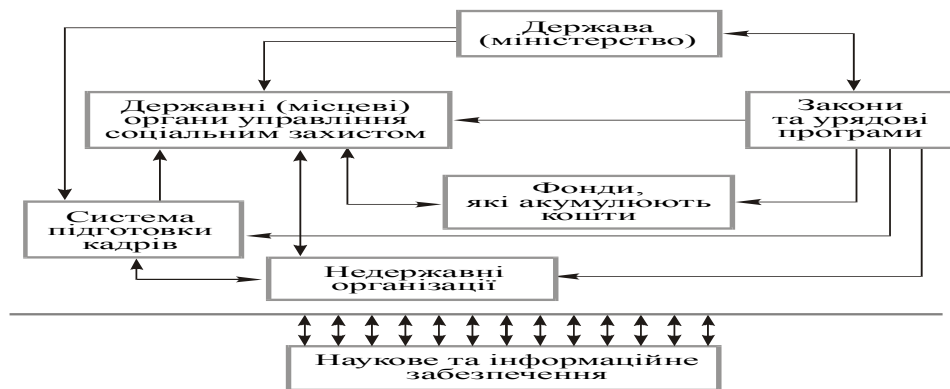 Держава
(міністерство)
Державні (місцеві)
органи управління
соціальним захистом
Закони
та урядові
програми
Фонди,
які акумулюють
кошти
Система
підготовки
кадрів
Недержавні
організації
Наукове та інформаційне
забезпечення